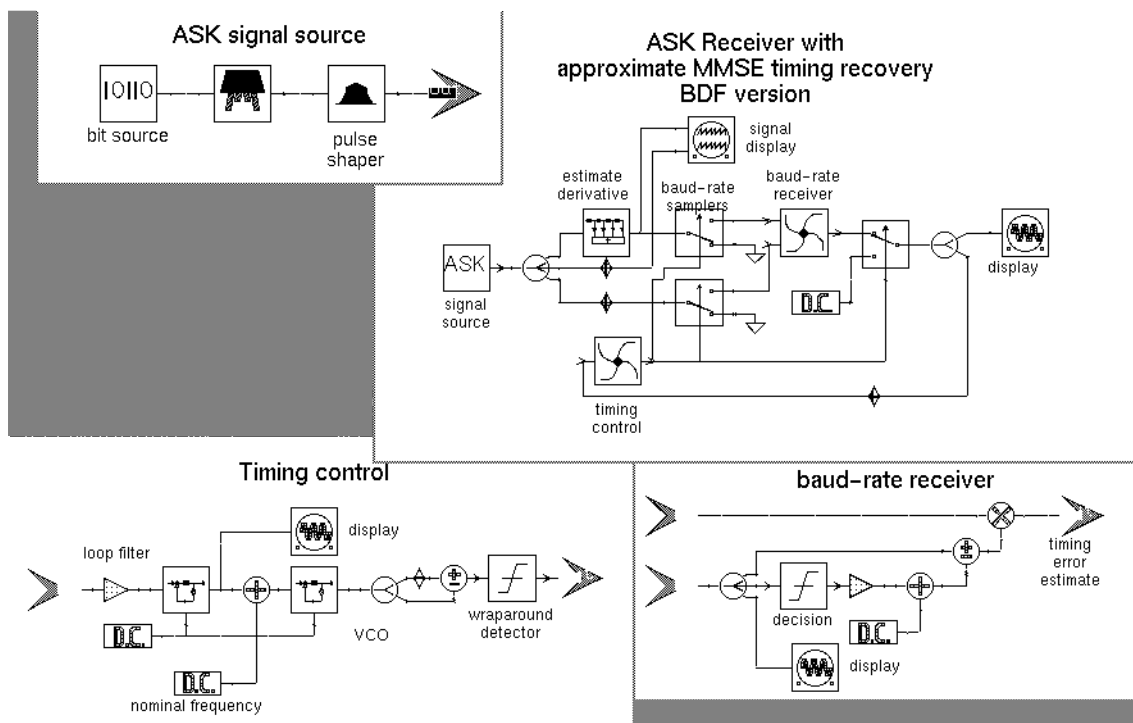 ASK signal source
IOIIO
bit source
pulse
shaper
ASK Receiver with
approximate MMSE timing recovery
BDF version
signal
display
estimate
derivative
baud-rate
samplers
baud-rate
receiver
ASK
signal
source
D.C.
display
timing
control
Timing control
display
loop filter
D.C.
VCO
wraparound
detector
D.C.
nominal frequency
baud-rate receiver
timing
error
estimate
decision
D.C.
display